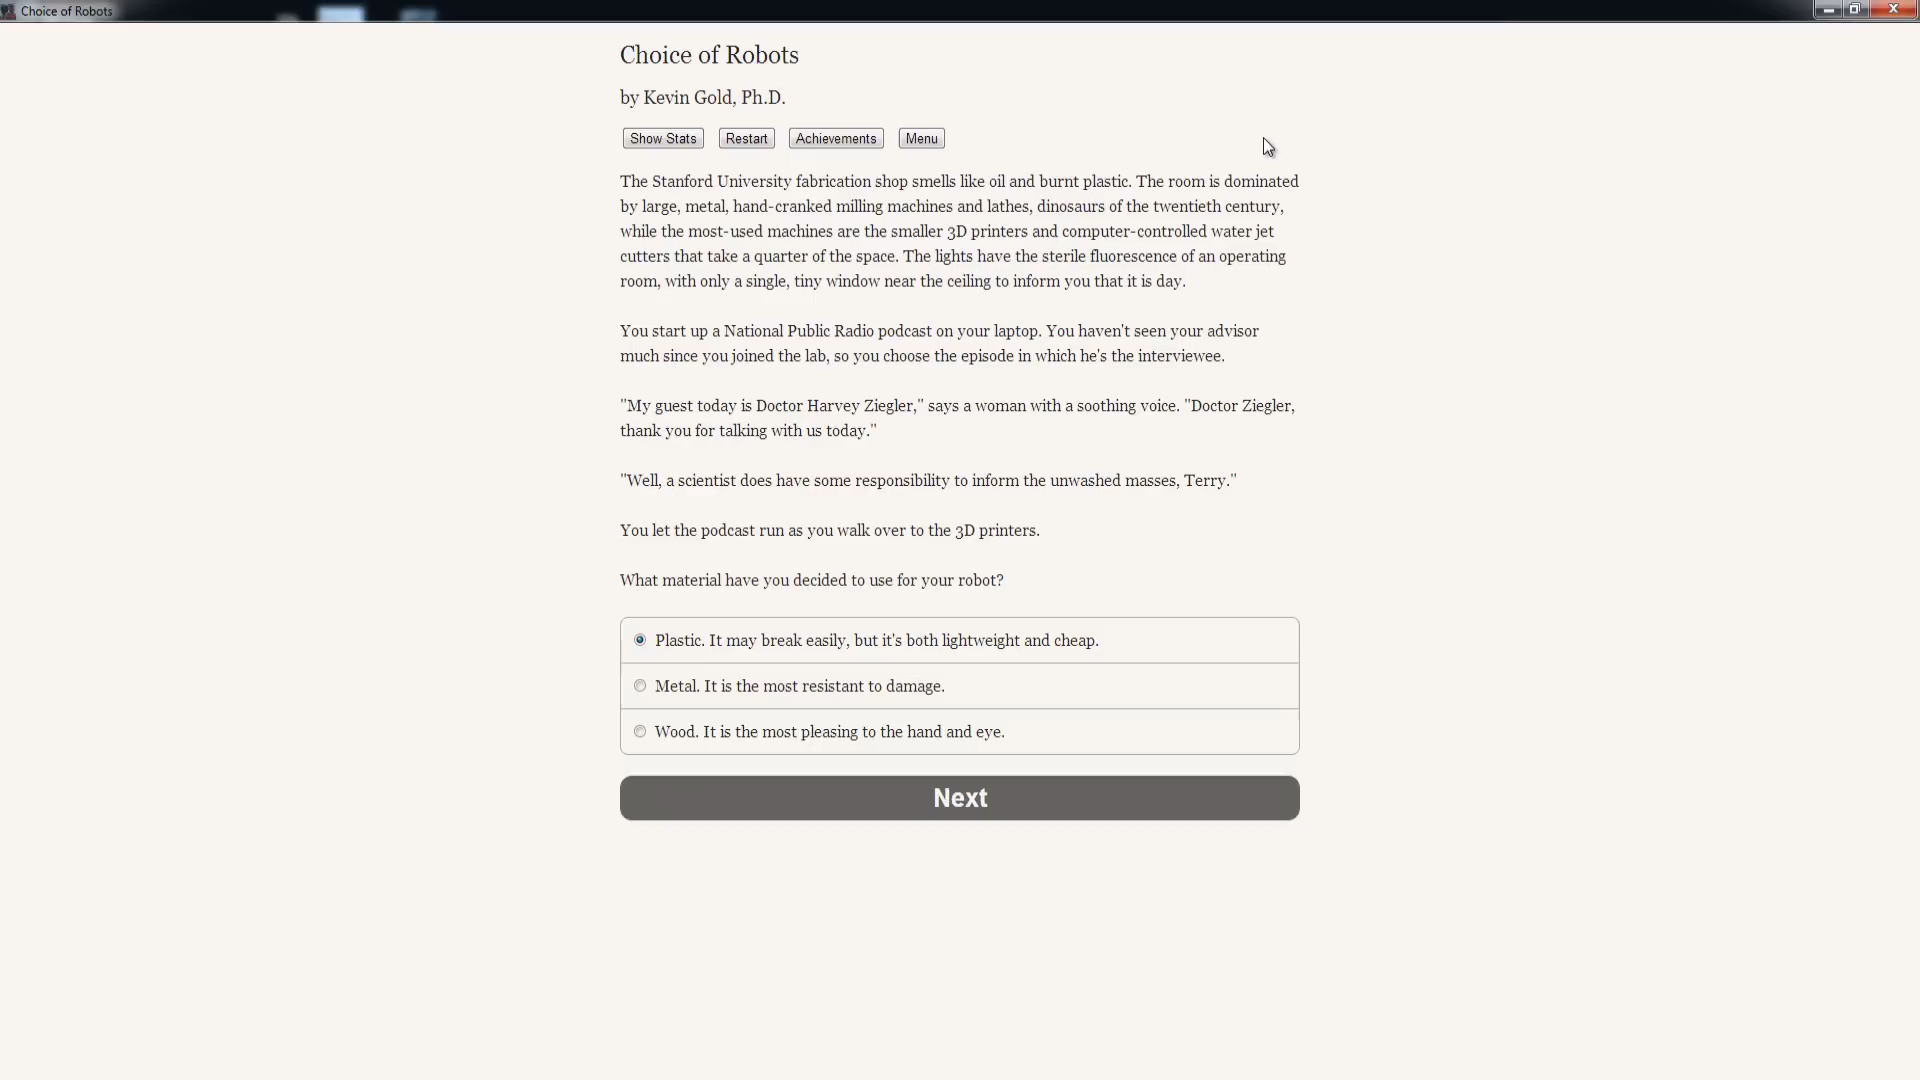 Choice of Robots
Choice of Robots
by Kevin Gold, Ph.D.
Show Stats Restart Achievements Menu
The Stanford University fabrication shop smells like oil and burnt plastic. The room is dominated
by large, metal, hand-cranked milling machines and lathes, dinosaurs of the twentieth century,
while the most-used machines are the smaller 3D printers and computer-controlled water jet
cutters that take a quarter of the space. The lights have the sterile fluorescence of an operating
room, with only a single, tiny window near the ceiling to inform you that it is day.
You start up a National Public Radio podcast on your laptop. You haven't seen your advisor
much since you joined the lab, so you choose the episode in which he's the interviewee.
"My guest today is Doctor Harvey Ziegler," says a woman with a soothing voice. "Doctor Ziegler,
thank you for talking with us today."
"Well, a scientist does have some responsibility to inform the unwashed masses, Terry."
You let the podcast run as you walk over to the 3D printers.
What material have you decided to use for your robot?
Plastic. It may break easily, but it's both lightweight and cheap.
Metal. It is the most resistant to damage.
Wood. It is the most pleasing to the hand and eye.
Next